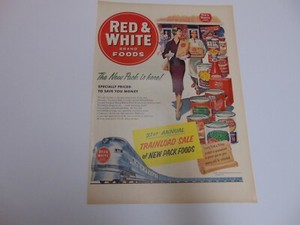 RED &
WHITE
BRAND
FOODS
The New Pack is here!
SPECIALLY PRICED
TO SAVE YOU MONEY!
21st ANNUAL
TRAINLOAD SALE
of NEW PACK FOODS